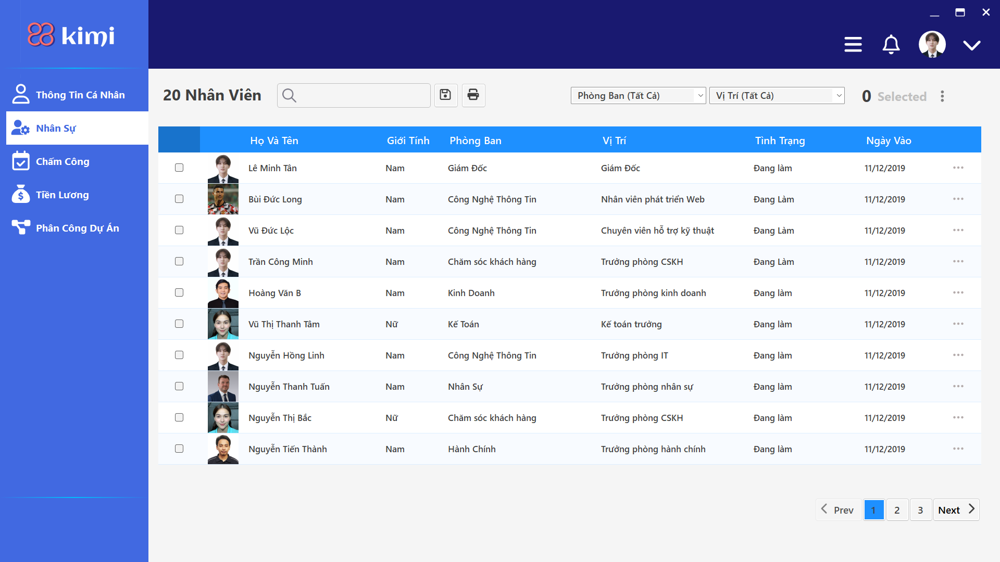 kimi
Thông Tin Cá Nhân
Nhân Sự
Chấm Công
Tiền Lương
Phân Công Dự Án
20 Nhân Viên
Phòng Ban (Tất Cả)
Vị Trí (Tất Cả)
0 Selected
Họ Và Tên Giới Tính Phòng Ban Vị Trí Tình Trạng Ngày Vào
Lê Minh Tân Nam Giám Đốc Giám Đốc Đang làm 11/12/2019
Bùi Đức Long Nam Công Nghệ Thông Tin Nhân viên phát triển Web Đang Làm 11/12/2019
Vũ Đức Lộc Nam Công Nghệ Thông Tin Chuyên viên hỗ trợ kỹ thuật Đang Làm 11/12/2019
Trần Công Minh Nam Chăm sóc khách hàng Trưởng phòng CSKH Đang Làm 11/12/2019
Hoàng Văn B Nam Kinh Doanh Trưởng phòng kinh doanh Đang làm 11/12/2019
Vũ Thị Thanh Tâm Nữ Kế Toán Kế toán trưởng Đang làm 11/12/2019
Nguyễn Hồng Linh Nam Công Nghệ Thông Tin Trưởng phòng IT Đang làm 11/12/2019
Nguyễn Thanh Tuấn Nam Nhân Sự Trưởng phòng nhân sự Đang làm 11/12/2019
Nguyễn Thị Bắc Nữ Chăm sóc khách hàng Trưởng phòng CSKH Đang làm 11/12/2019
Nguyễn Tiến Thành Nam Hành Chính Trưởng phòng hành chính Đang làm 11/12/2019
Prev 1 2 3 Next